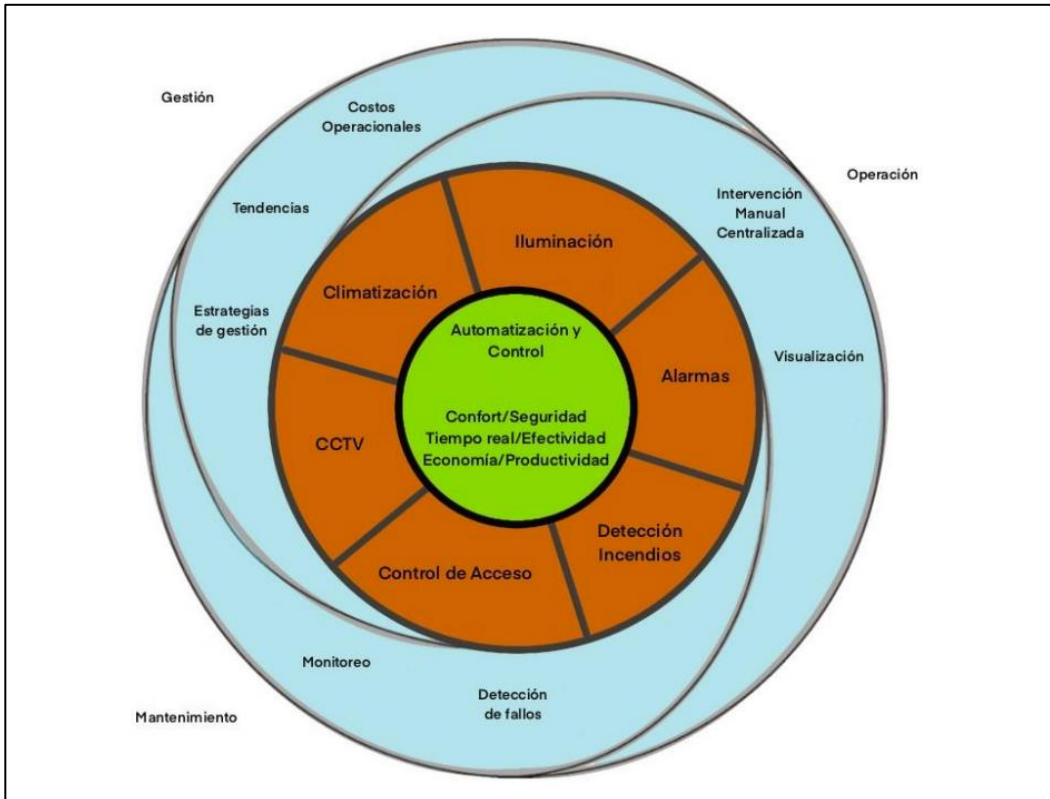 Gestión
Costos
Operacionales
Operación
Tendencias
Intervención
Manual
Centralizada
Estrategias
de gestión
Visualización
Iluminación
Climatización
Alarmas
CCTV
Detección
Incendios
Control de Acceso
Automatización y
Control
Confort/Seguridad
Tiempo real/Efectividad
Economía/Productividad
Monitoreo
Detección
de fallos
Mantenimiento